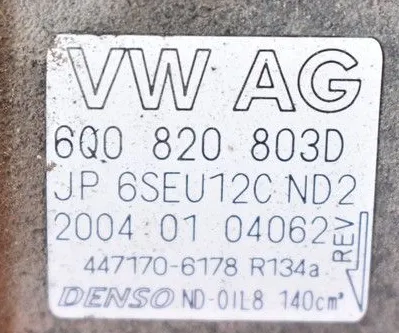 VW AG
6Q0 820 803D
JP 6SEU12C ND2
2004 01 04062
REV
447170-6178 R134a
DENSO ND-OIL8 140cm³